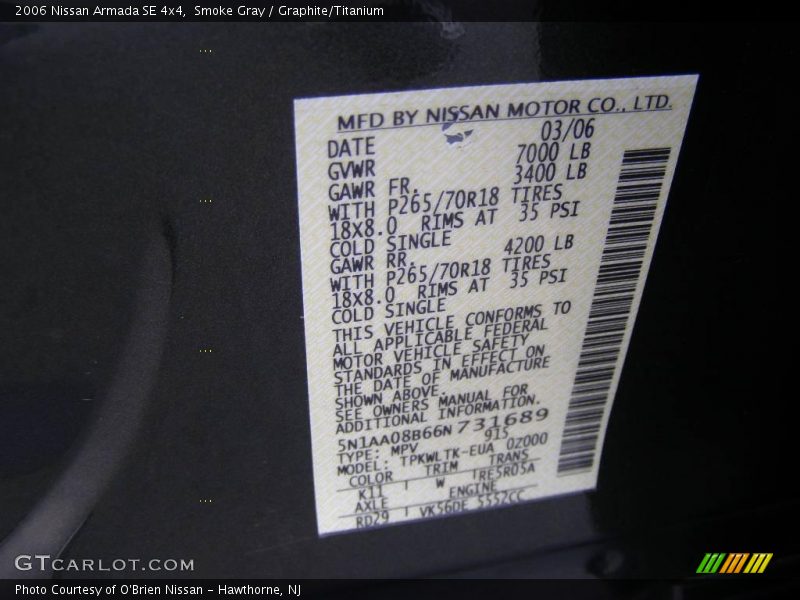 2006 Nissan Armada SE 4x4,  Smoke Gray / Graphite/Titanium
MFD BY NISSAN MOTOR CO., LTD.
DATE 03/06
GVWR 7000 LB
GAWR FR. 3400 LB
WITH P265/70R18 TIRES
18X8.0 RIMS AT 35 PSI
COLD SINGLE
GAWR RR. 4200 LB
WITH P265/70R18 TIRES
18X8.0 RIMS AT 35 PSI
COLD SINGLE
THIS VEHICLE CONFORMS TO
ALL APPLICABLE FEDERAL
MOTOR VEHICLE SAFETY
STANDARDS IN EFFECT ON
THE DATE OF MANUFACTURE
SHOWN ABOVE.
SEE OWNERS MANUAL FOR
ADDITIONAL INFORMATION.
5N1AA08B66N731689
TYPE: MPV 915
MODEL: TPKWLTK-EUA 0Z000
COLOR TRIM TRANS
K11 W TRE5R05A
AXLE ENGINE
RD29 VK56DE 5552CC
GTCARLOT.COM
Photo Courtesy of O'Brien Nissan - Hawthorne, NJ